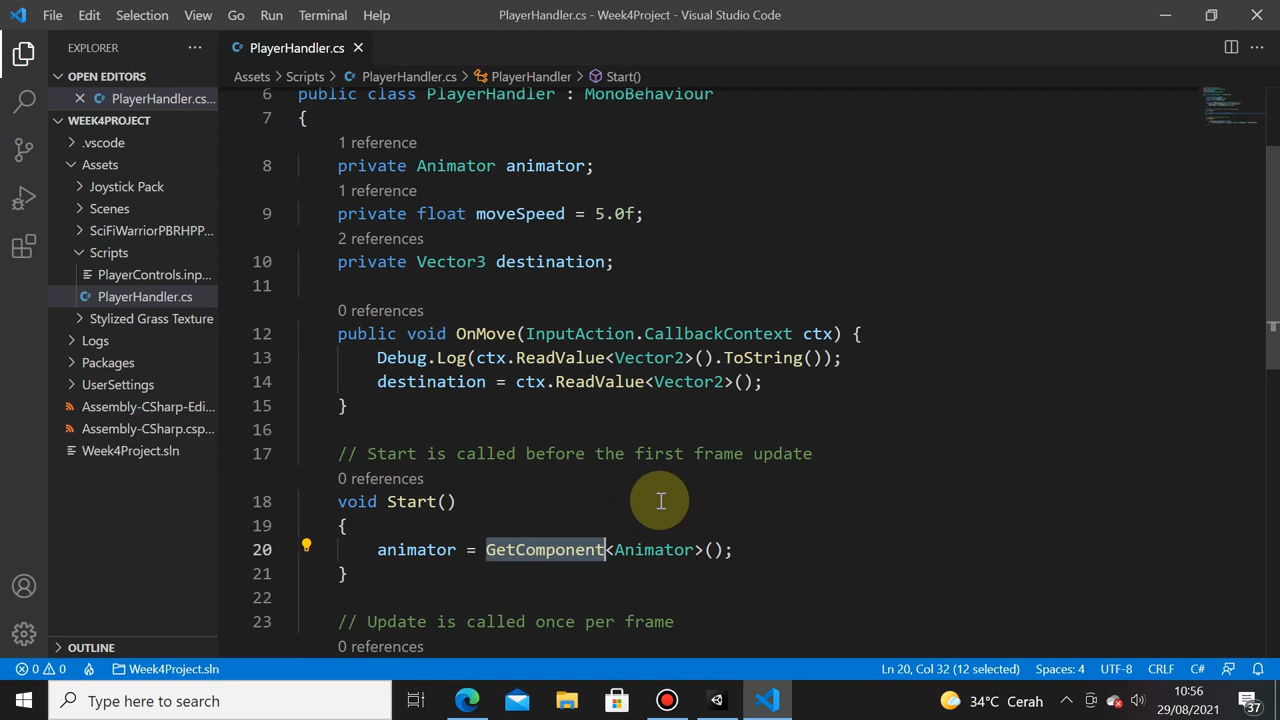 File Edit Selection View Go Run Terminal Help PlayerHandler.cs - Week4Project - Visual Studio Code
EXPLORER
OPEN EDITORS
PlayerHandler.cs...
WEEK4PROJECT
.vscode
Assets
Joystick Pack
Scenes
SciFiWarriorPBRHPP...
Scripts
PlayerControls.inp...
PlayerHandler.cs
Stylized Grass Texture
Logs
Packages
UserSettings
Assembly-CSharp-Edi...
Assembly-CSharp.csp...
Week4Project.sln
OUTLINE
PlayerHandler.cs
Assets > Scripts > PlayerHandler.cs > PlayerHandler > Start()
6 public class PlayerHandler : MonoBehaviour
7 {
1 reference
8 private Animator animator;
1 reference
9 private float moveSpeed = 5.0f;
2 references
10 private Vector3 destination;
11
0 references
12 public void OnMove(InputAction.CallbackContext ctx) {
13 Debug.Log(ctx.ReadValue<Vector2>().ToString());
14 destination = ctx.ReadValue<Vector2>();
15 }
16
17 // Start is called before the first frame update
0 references
18 void Start()
19 {
20 animator = GetComponent<Animator>();
21 }
22
23 // Update is called once per frame
0 references
0 0 Week4Project.sln Ln 20, Col 32 (12 selected) Spaces: 4 UTF-8 CRLF C#
Type here to search 34°C Cerah 10:56
29/08/2021
37